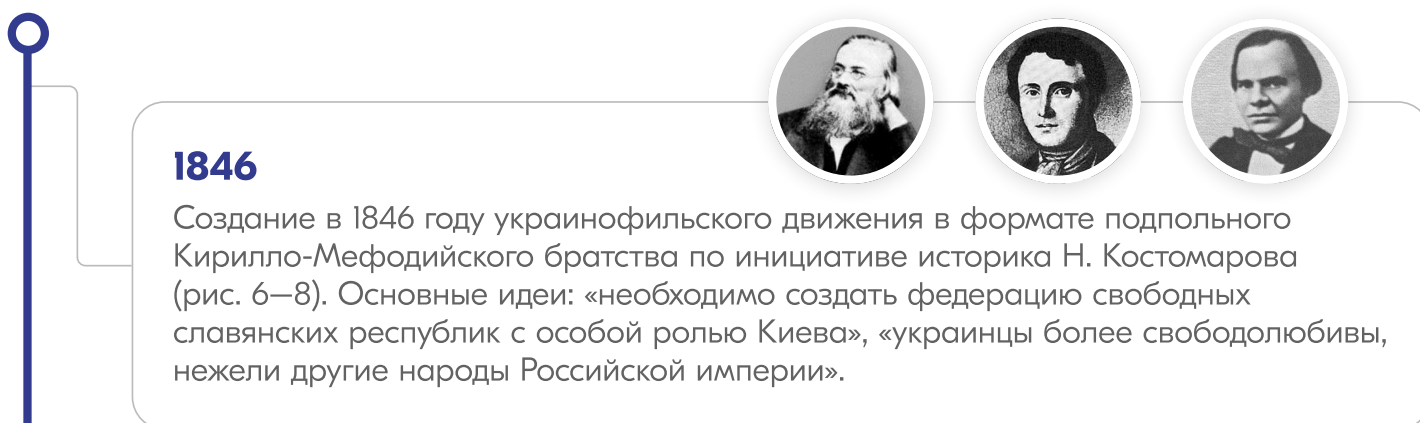 1846
Создание в 1846 году украинофильского движения в формате подпольного
Кирилло-Мефодийского братства по инициативе историка Н. Костомарова
(рис. 6–8). Основные идеи: «необходимо создать федерацию свободных
славянских республик с особой ролью Киева», «украинцы более свободолюбивы,
нежели другие народы Российской империи».